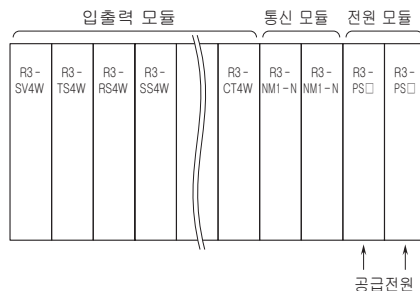 입출력 모듈 통신 모듈 전원 모듈
R3-SV4W
R3-TS4W
R3-RS4W
R3-SS4W
R3-CT4W
R3-NM1-N
R3-NM1-N
R3-PS□
R3-PS□
공급전원